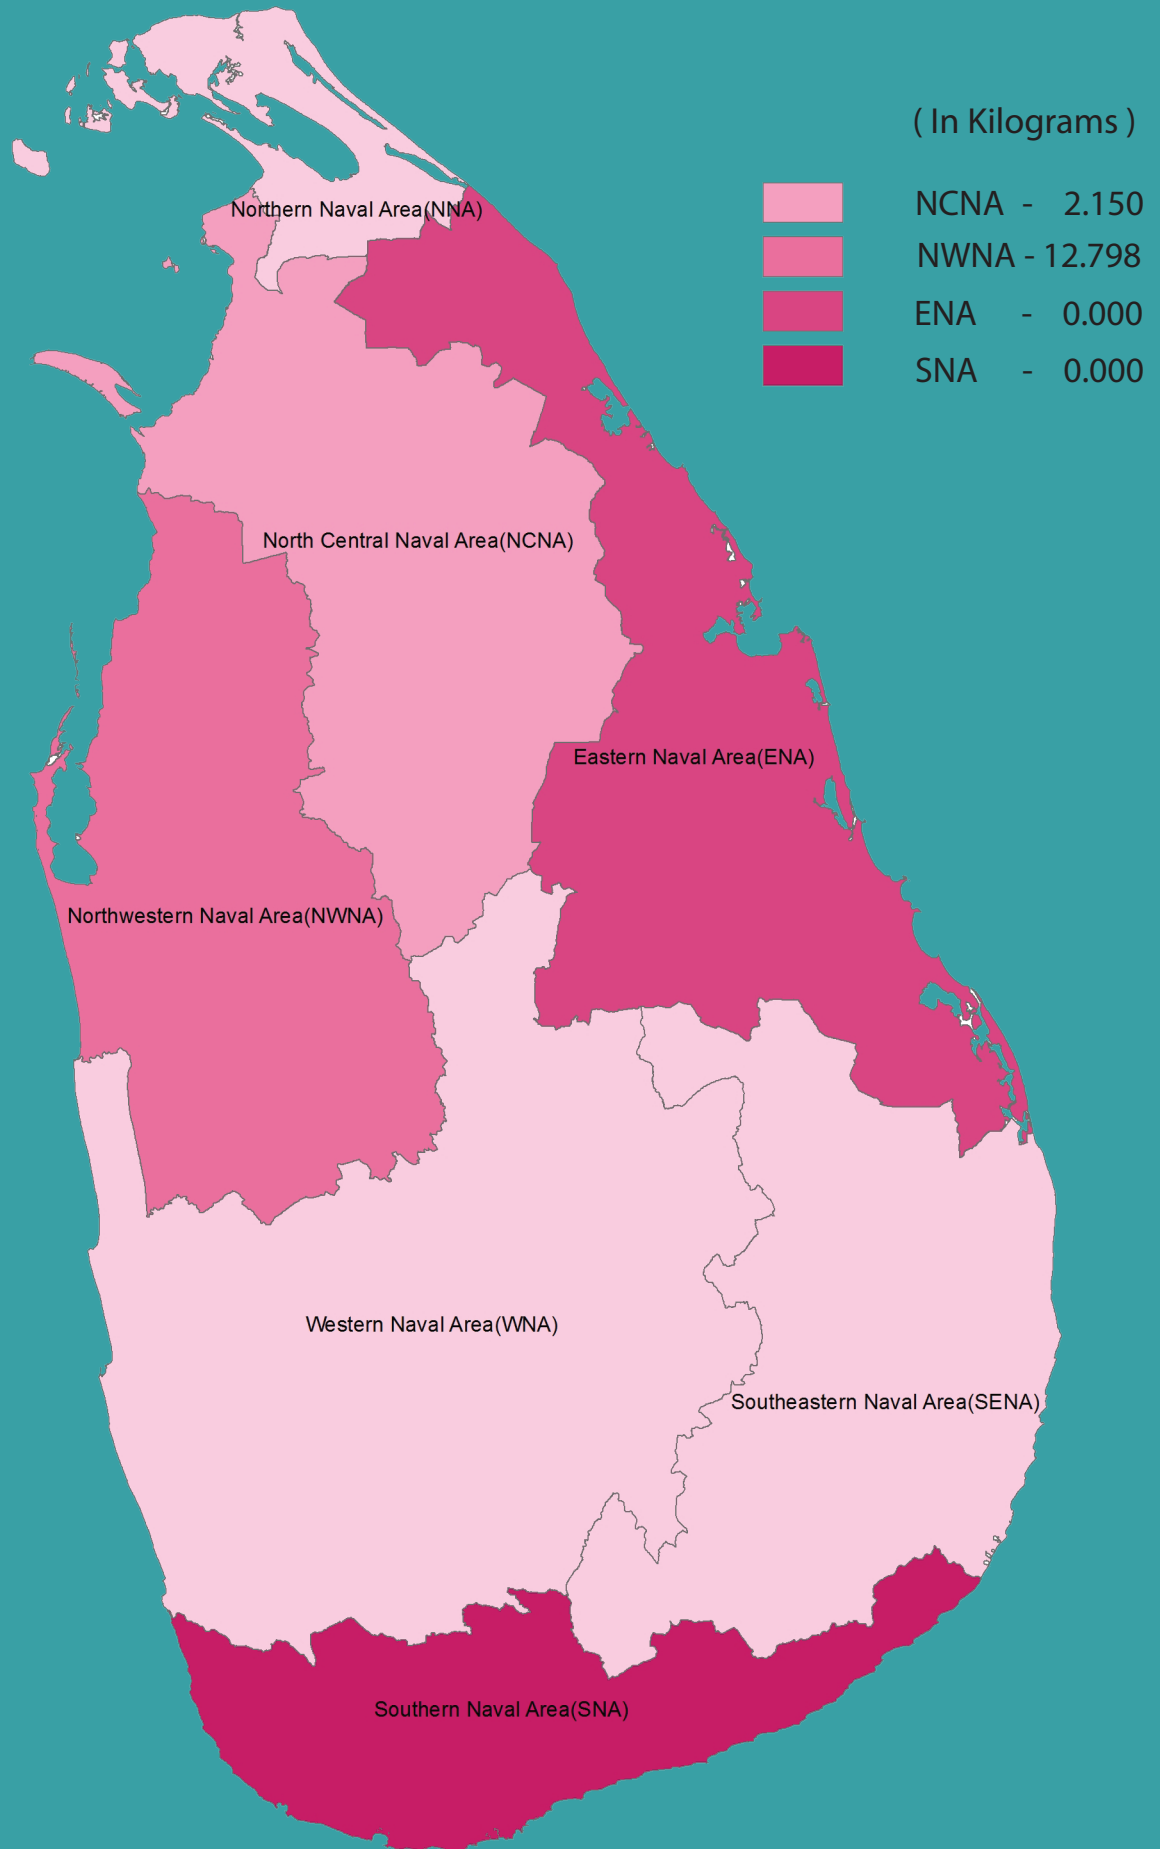 ( In Kilograms )
NCNA - 2.150
NWNA - 12.798
ENA - 0.000
SNA - 0.000
Northern Naval Area(NNA)
North Central Naval Area(NCNA)
Eastern Naval Area(ENA)
Northwestern Naval Area(NWNA)
Western Naval Area(WNA)
Southeastern Naval Area(SENA)
Southern Naval Area(SNA)